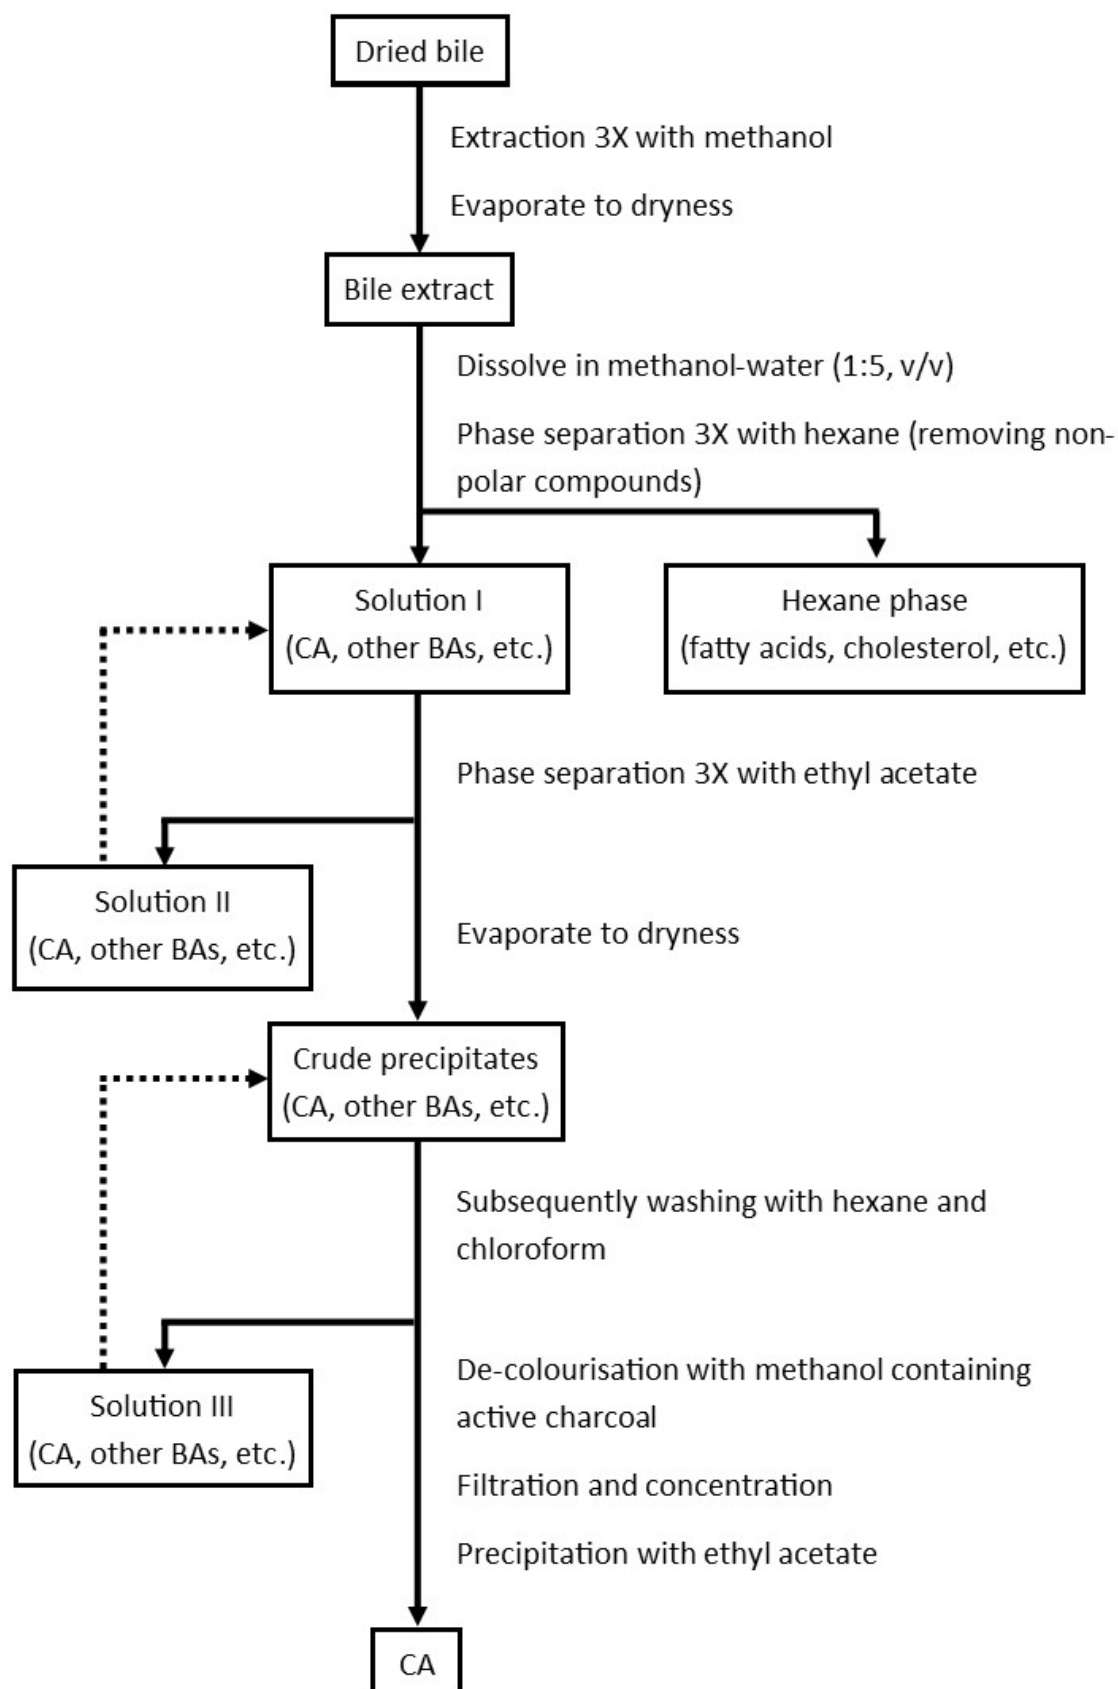 Dried bile
Extraction 3X with methanol
Evaporate to dryness
Bile extract
Dissolve in methanol-water (1:5, v/v)
Phase separation 3X with hexane (removing non-
polar compounds)
Solution I
(CA, other BAs, etc.)
Hexane phase
(fatty acids, cholesterol, etc.)
Phase separation 3X with ethyl acetate
Solution II
(CA, other BAs, etc.)
Evaporate to dryness
Crude precipitates
(CA, other BAs, etc.)
Subsequently washing with hexane and
chloroform
Solution III
(CA, other BAs, etc.)
De-colourisation with methanol containing
active charcoal
Filtration and concentration
Precipitation with ethyl acetate
CA